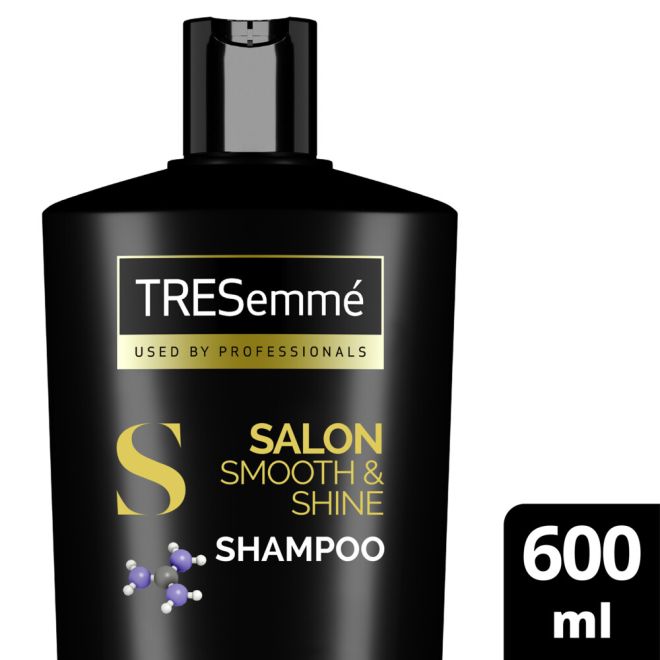 TRESemmé
USED BY PROFESSIONALS
S
SALON
SMOOTH &
SHINE
SHAMPOO
600
ml